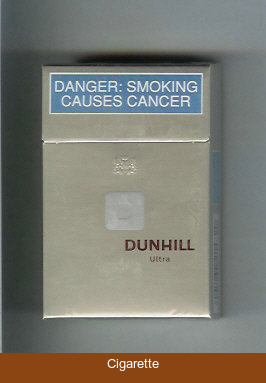 DANGER: SMOKING
CAUSES CANCER
DUNHILL
Ultra
Cigarette